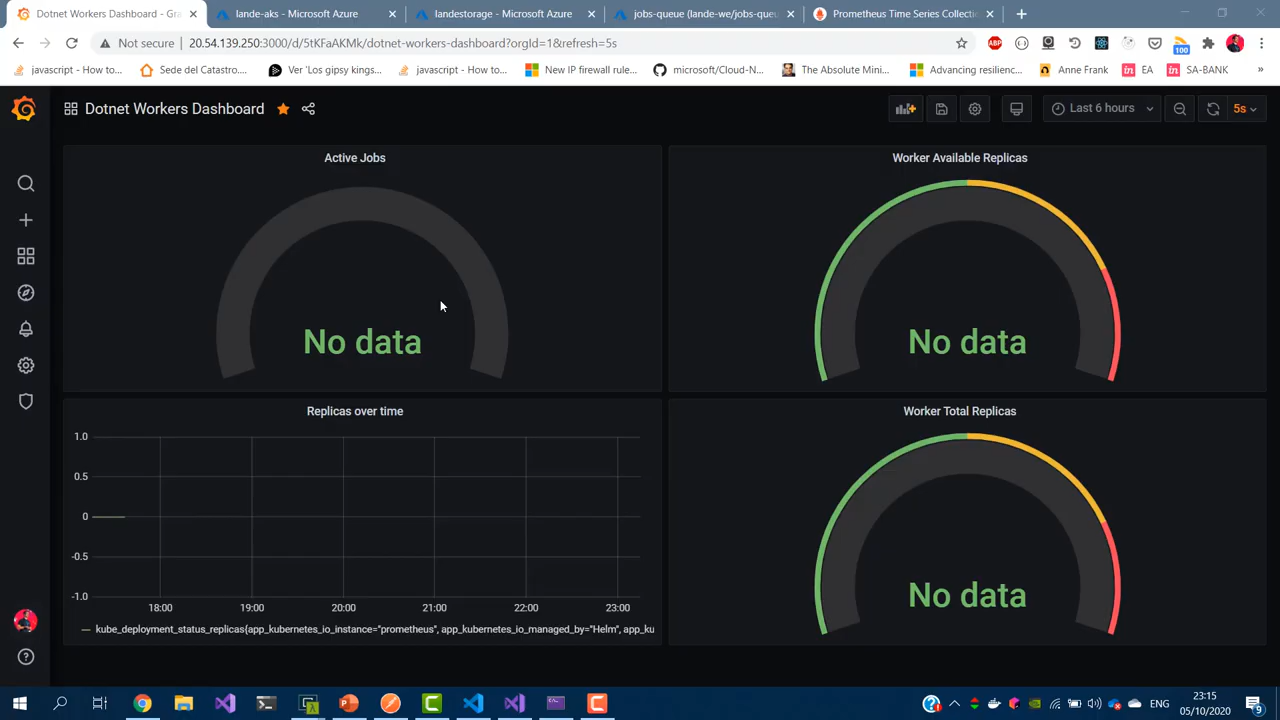 Dotnet Workers Dashboard - Gra
lande-aks - Microsoft Azure
landestorage - Microsoft Azure
jobs-queue (lande-we/jobs-queu
Prometheus Time Series Collectio
Not secure
20.54.139.250:3000/d/5tKFaAKMk/dotnet-workers-dashboard?orgId=1&refresh=5s
ABP
100
javascript - How to...
Sede del Catastro...
Ver 'Los gipsy kings...
javascript - How to...
New IP firewall rule...
microsoft/Cloud-N...
The Absolute Mini...
Advancing resilienc...
Anne Frank
in EA
in SA-BANK
»
Dotnet Workers Dashboard
Last 6 hours
5s
Active Jobs
No data
Worker Available Replicas
No data
Replicas over time
1.0
0.5
0
-0.5
-1.0
18:00
19:00
20:00
21:00
22:00
23:00
kube_deployment_status_replicas{app_kubernetes_io_instance="prometheus", app_kubernetes_io_managed_by="Helm", app_ku
Worker Total Replicas
No data
ENG
23:15
05/10/2020
9